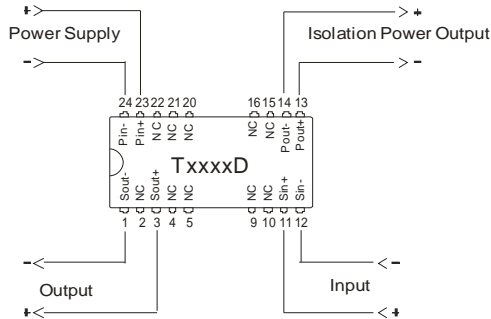 + Power Supply -
+ Isolation Power Output -
24 23 22 21 20 16 15 14 13
Pin- Pin+ NC NC NC NC NC Pout- Pout+
TxxxxD
Sout- NC Sout+ NC NC NC NC Sin+ Sin-
1 2 3 4 5 9 10 11 12
- Output +
- Input +